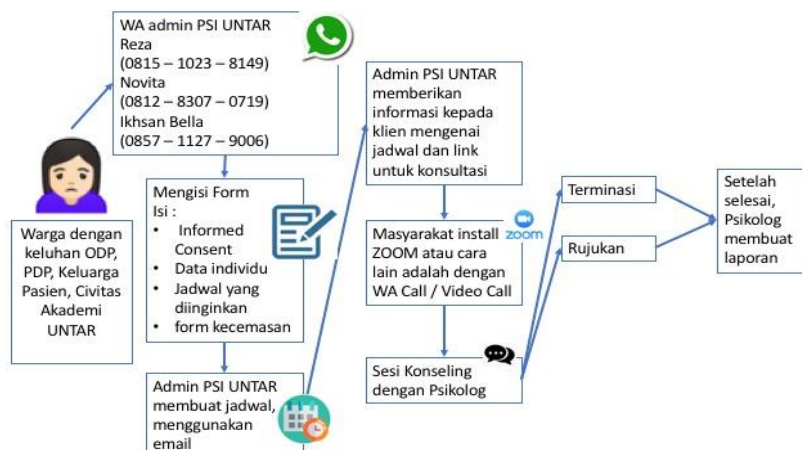 WA admin PSI UNTAR
Reza
(0815 – 1023 – 8149)
Novita
(0812 – 8307 – 0719)
Ikhsan Bella
(0857 – 1127 – 9006)
Warga dengan
keluhan ODP,
PDP, Keluarga
Pasien, Civitas
Akademi
UNTAR
Mengisi Form
Isi :
• Informed
Consent
• Data individu
• Jadwal yang
diinginkan
• form kecemasan
Admin PSI UNTAR
membuat jadwal,
menggunakan
email
Admin PSI UNTAR
memberikan
informasi kepada
klien mengenai
jadwal dan link
untuk konsultasi
Masyarakat install
ZOOM atau cara
lain adalah dengan
WA Call / Video Call
zoom
Sesi Konseling
dengan Psikolog
Terminasi
Rujukan
Setelah
selesai,
Psikolog
membuat
laporan